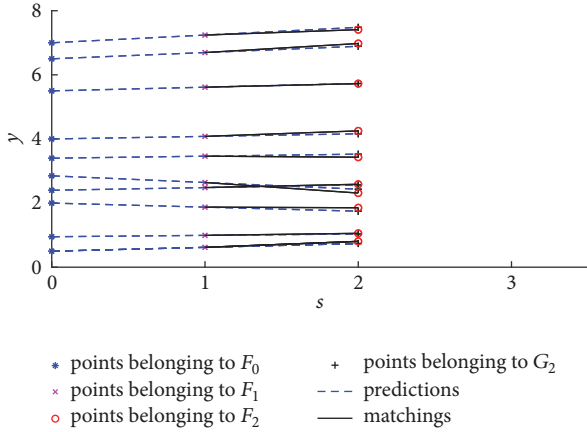 8
6
4
2
0
y
0 1 2 3
s
points belonging to F0
points belonging to F1
points belonging to F2
points belonging to G2
predictions
matchings